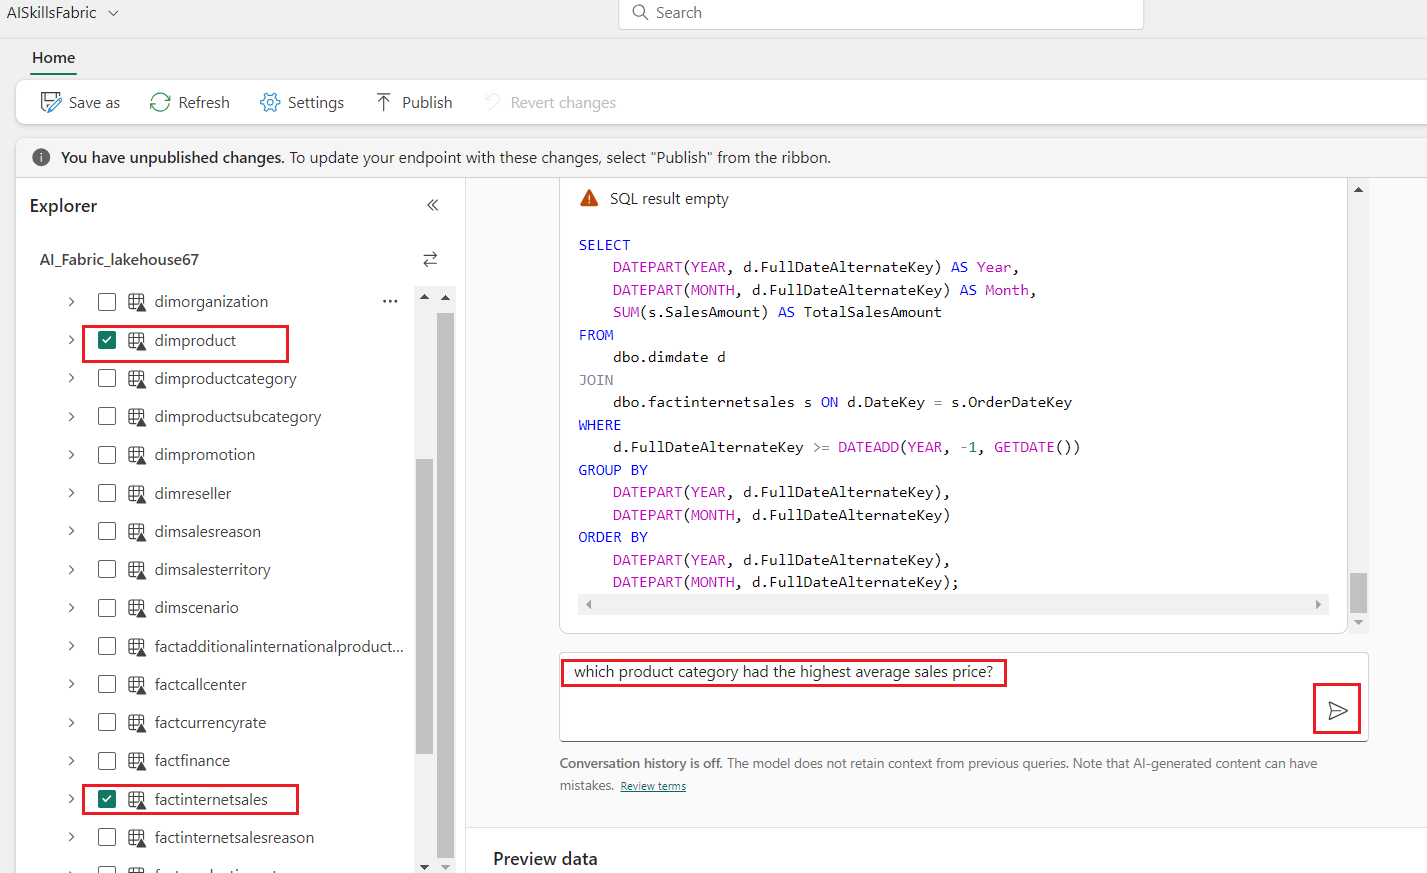 AISkillsFabric
Search
Home
Save as
Refresh
Settings
Publish
Revert changes
You have unpublished changes. To update your endpoint with these changes, select "Publish" from the ribbon.
Explorer
AI_Fabric_lakehouse67
dimorganization
dimproduct
dimproductcategory
dimproductsubcategory
dimpromotion
dimreseller
dimsalesreason
dimsalesterritory
dimscenario
factadditionalinternationalproduct...
factcallcenter
factcurrencyrate
factfinance
factinternetsales
factinternetsalesreason
SQL result empty
SELECT
DATEPART(YEAR, d.FullDateAlternateKey) AS Year,
DATEPART(MONTH, d.FullDateAlternateKey) AS Month,
SUM(s.SalesAmount) AS TotalSalesAmount
FROM
dbo.dimdate d
JOIN
dbo.factinternetsales s ON d.DateKey = s.OrderDateKey
WHERE
d.FullDateAlternateKey >= DATEADD(YEAR, -1, GETDATE())
GROUP BY
DATEPART(YEAR, d.FullDateAlternateKey),
DATEPART(MONTH, d.FullDateAlternateKey)
ORDER BY
DATEPART(YEAR, d.FullDateAlternateKey),
DATEPART(MONTH, d.FullDateAlternateKey);
which product category had the highest average sales price?
Conversation history is off. The model does not retain context from previous queries. Note that AI-generated content can have
mistakes. Review terms
Preview data